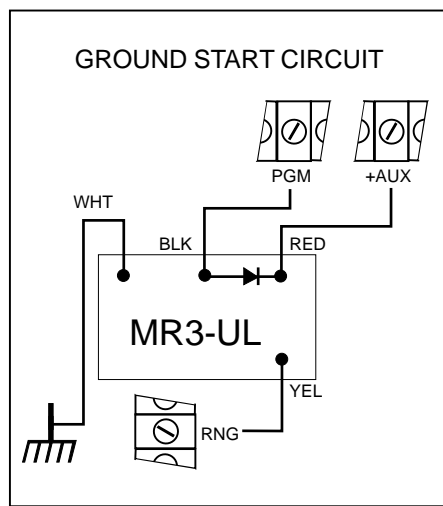 GROUND START CIRCUIT
PGM
+AUX
WHT
BLK
RED
MR3-UL
YEL
RNG